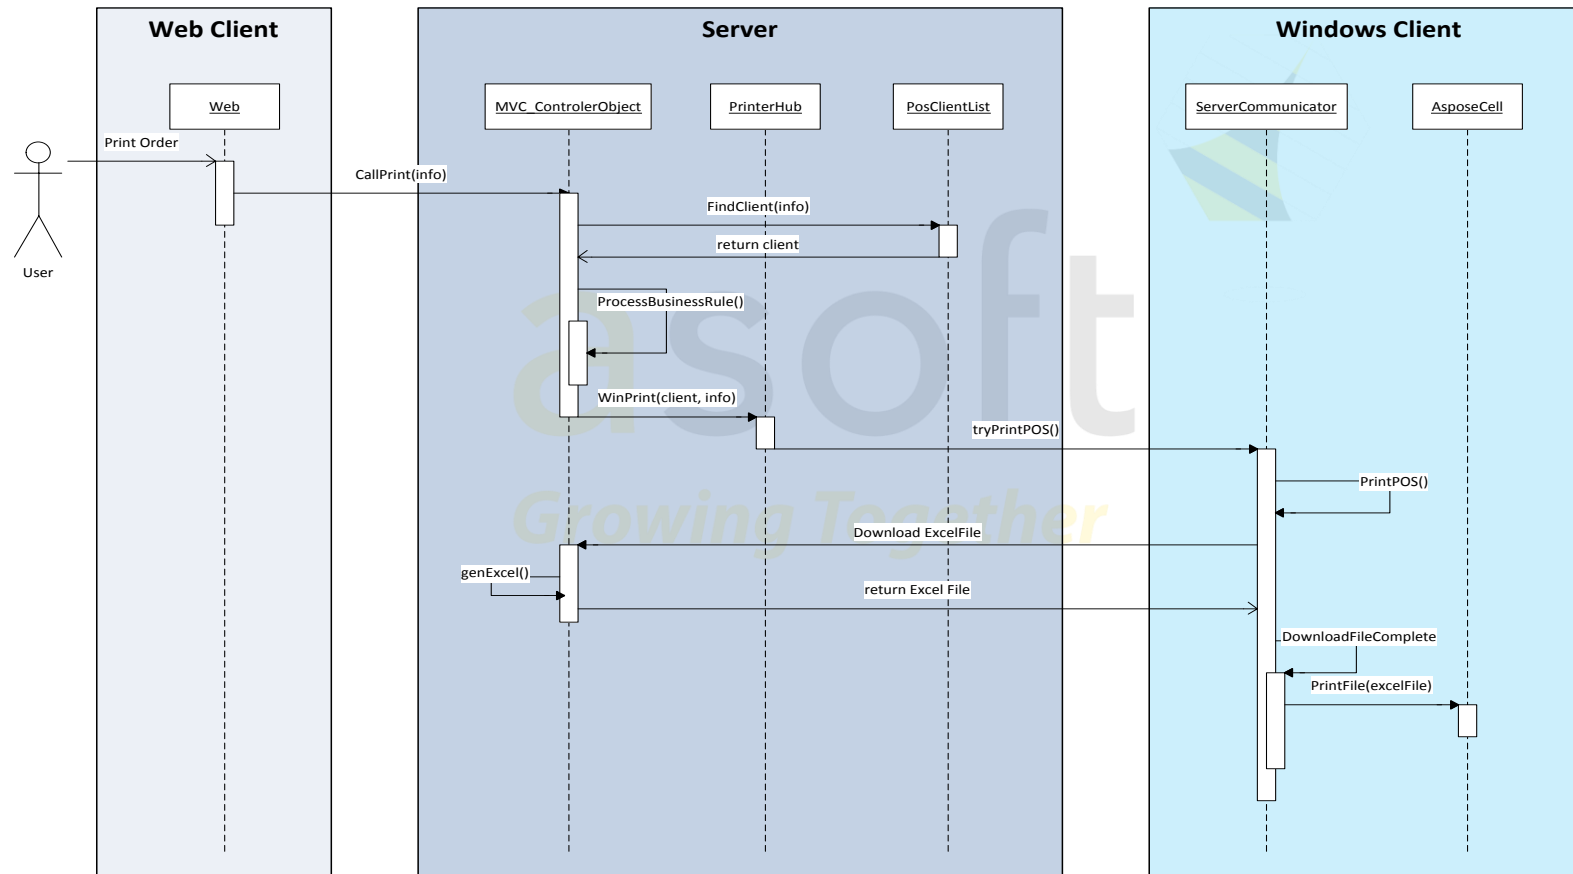 Web Client
Server
Windows Client
Web
MVC_ControlerObject
PrinterHub
PosClientList
ServerCommunicator
AsposeCell
Print Order
CallPrint(info)
User
FindClient(info)
return client
ProcessBusinessRule()
WinPrint(client, info)
tryPrintPOS()
PrintPOS()
Download ExcelFile
genExcel()
return Excel File
DownloadFileComplete
PrintFile(excelFile)
asoft
Growing Together